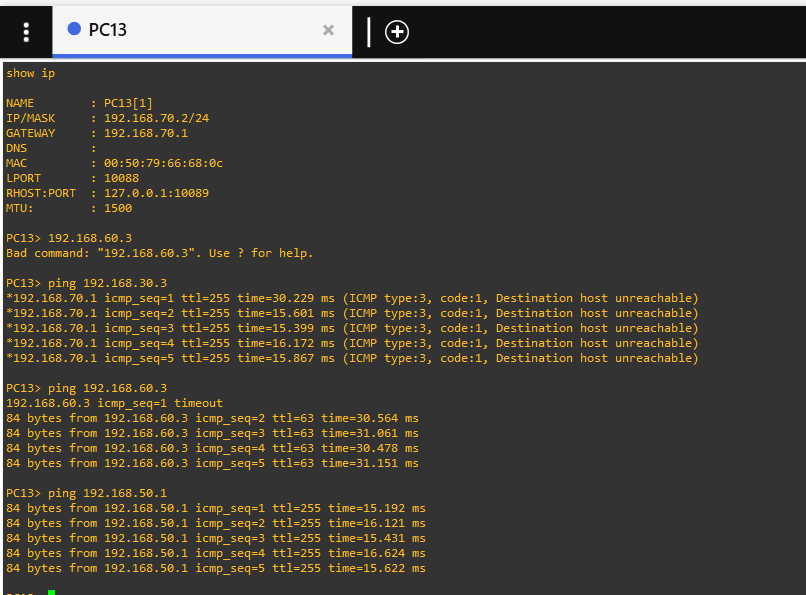 PC13
show ip
NAME : PC13[1]
IP/MASK : 192.168.70.2/24
GATEWAY : 192.168.70.1
DNS :
MAC : 00:50:79:66:68:0c
LPORT : 10088
RHOST:PORT : 127.0.0.1:10089
MTU: : 1500
PC13> 192.168.60.3
Bad command: "192.168.60.3". Use ? for help.
PC13> ping 192.168.30.3
*192.168.70.1 icmp_seq=1 ttl=255 time=30.229 ms (ICMP type:3, code:1, Destination host unreachable)
*192.168.70.1 icmp_seq=2 ttl=255 time=15.601 ms (ICMP type:3, code:1, Destination host unreachable)
*192.168.70.1 icmp_seq=3 ttl=255 time=15.399 ms (ICMP type:3, code:1, Destination host unreachable)
*192.168.70.1 icmp_seq=4 ttl=255 time=16.172 ms (ICMP type:3, code:1, Destination host unreachable)
*192.168.70.1 icmp_seq=5 ttl=255 time=15.867 ms (ICMP type:3, code:1, Destination host unreachable)
PC13> ping 192.168.60.3
192.168.60.3 icmp_seq=1 timeout
84 bytes from 192.168.60.3 icmp_seq=2 ttl=63 time=30.564 ms
84 bytes from 192.168.60.3 icmp_seq=3 ttl=63 time=31.061 ms
84 bytes from 192.168.60.3 icmp_seq=4 ttl=63 time=30.478 ms
84 bytes from 192.168.60.3 icmp_seq=5 ttl=63 time=31.151 ms
PC13> ping 192.168.50.1
84 bytes from 192.168.50.1 icmp_seq=1 ttl=255 time=15.192 ms
84 bytes from 192.168.50.1 icmp_seq=2 ttl=255 time=16.121 ms
84 bytes from 192.168.50.1 icmp_seq=3 ttl=255 time=15.431 ms
84 bytes from 192.168.50.1 icmp_seq=4 ttl=255 time=16.624 ms
84 bytes from 192.168.50.1 icmp_seq=5 ttl=255 time=15.622 ms